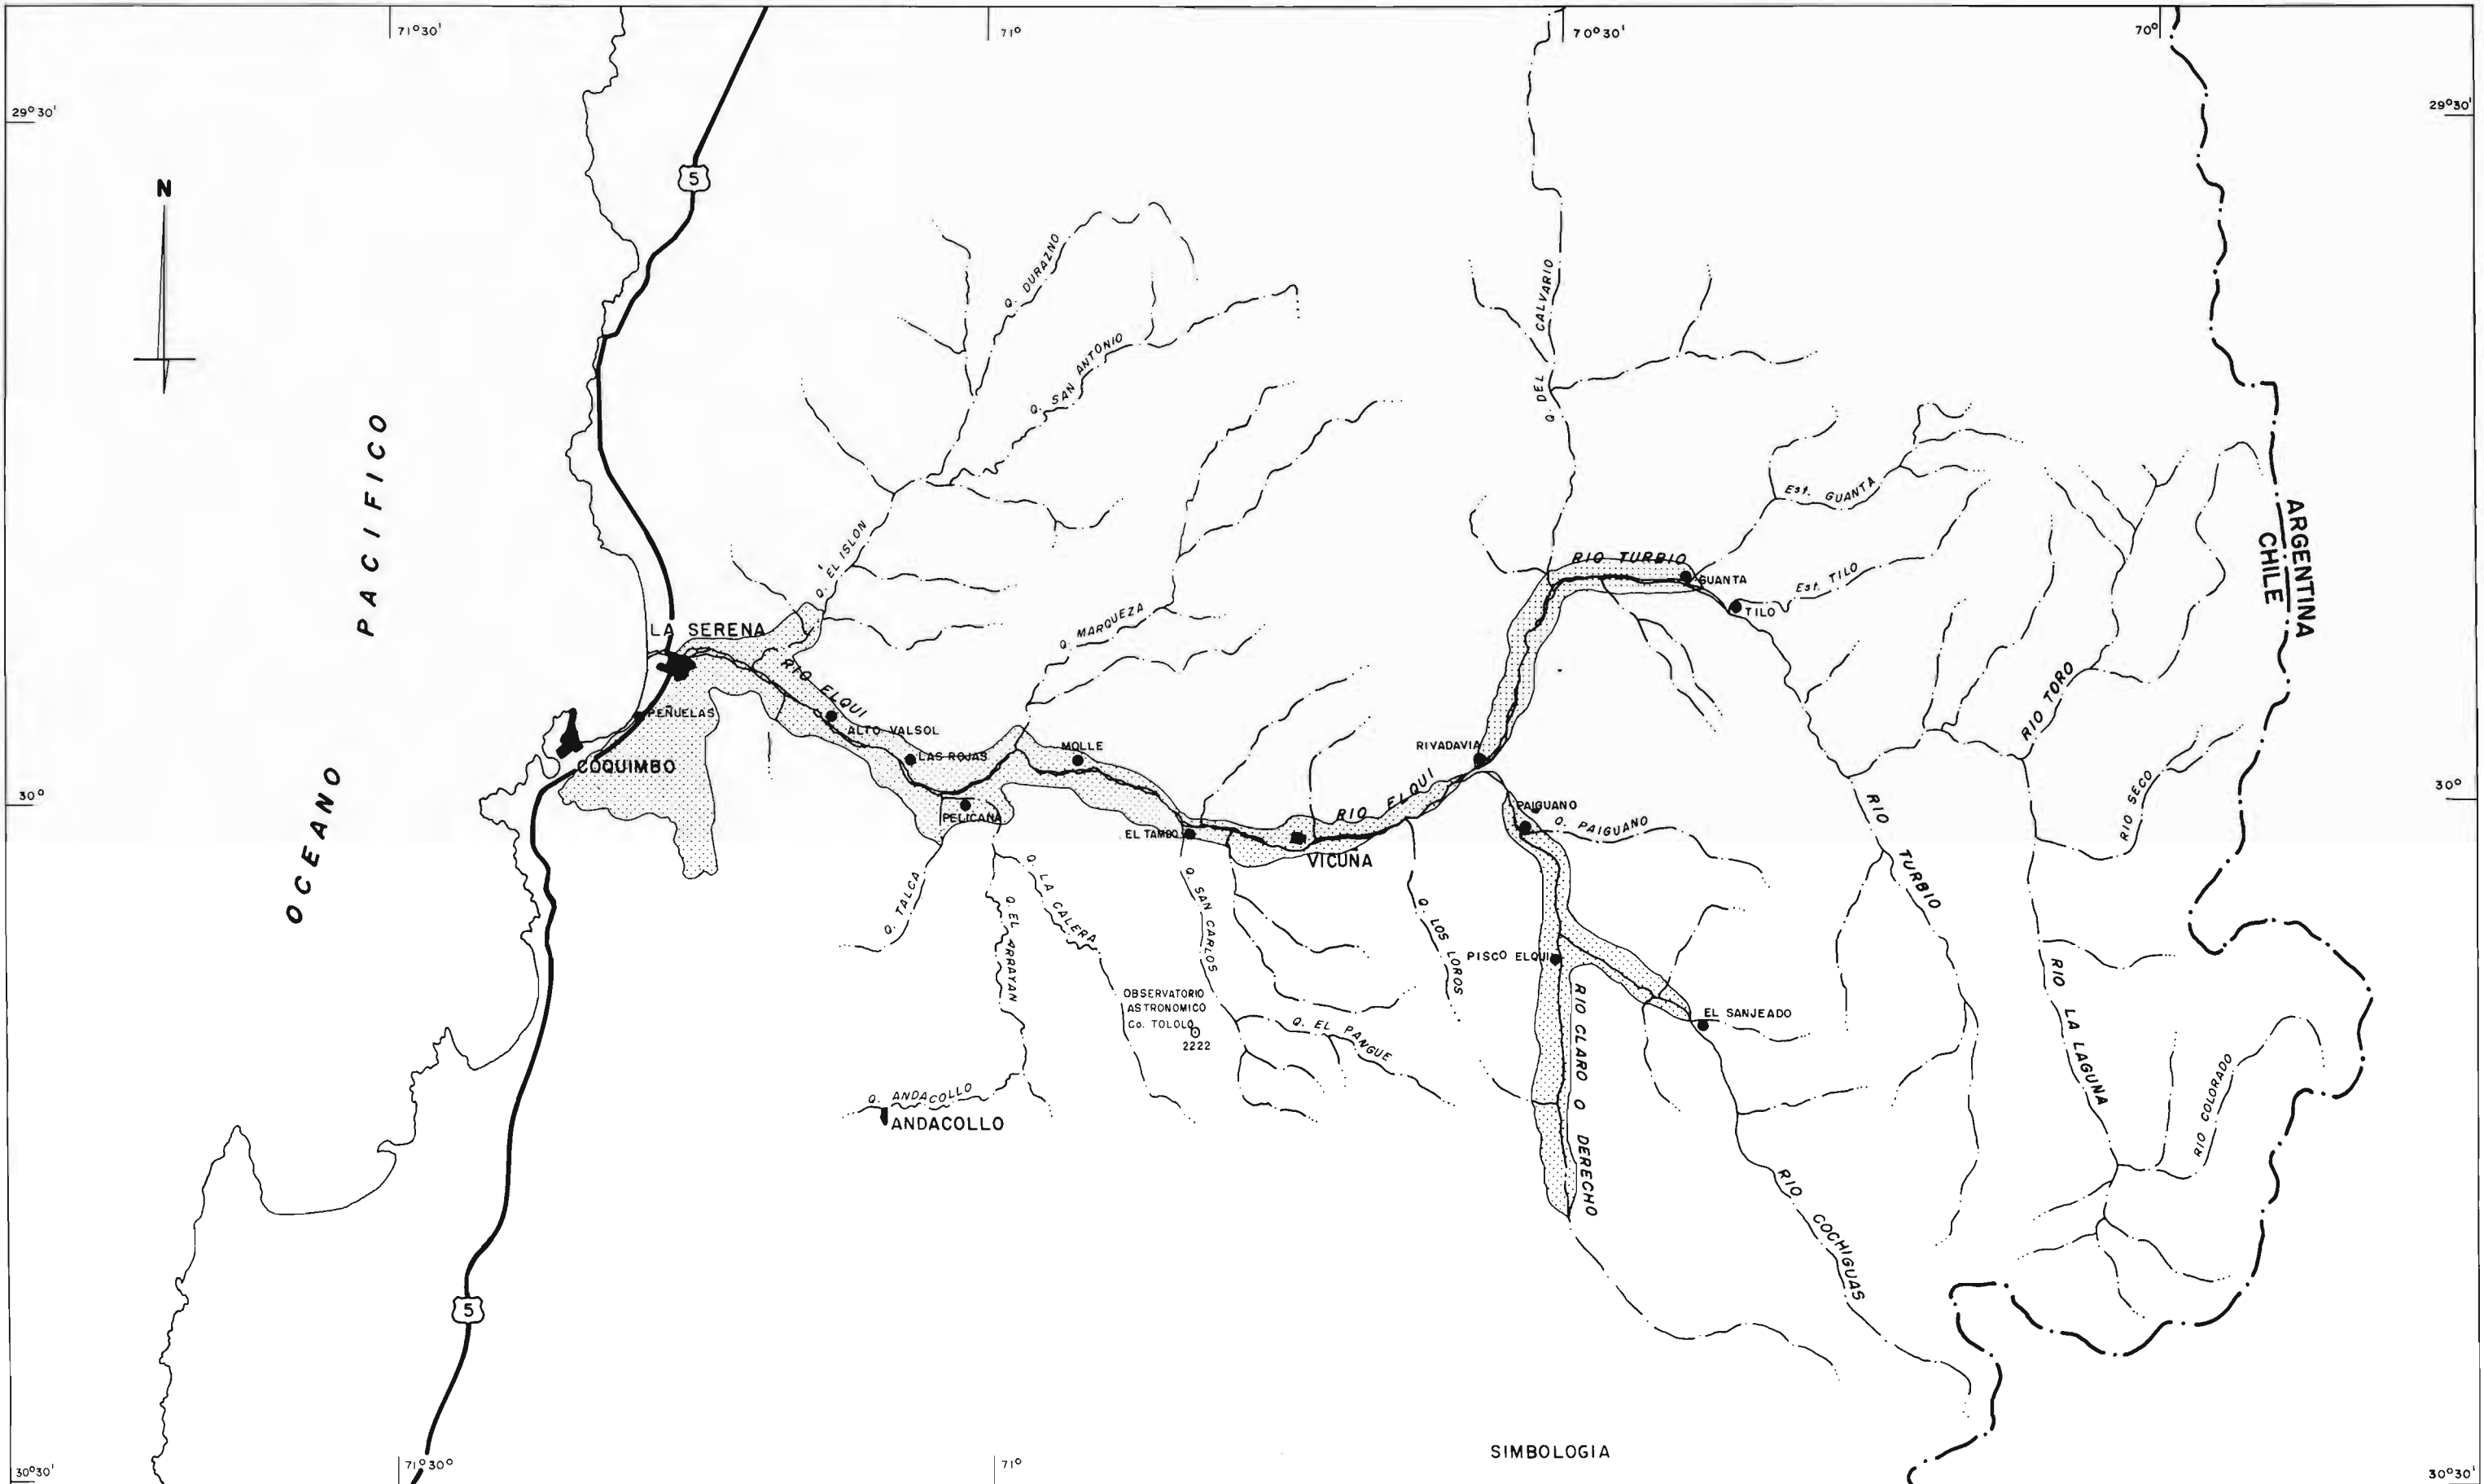 71°30'
71°
70°30'
70°
29°30'
29°30'
N
5
OCEANO PACIFICO
Q. DURAZNO
Q. SAN ANTONIO
Q. DEL CALVARIO
Q. EL ISLON
Q. MARQUEZA
Est. GUANTA
RIO TURBIO
GUANTA
Est. TILO
TILO
ARGENTINA
CHILE
LA SERENA
RIO ELQUI
PEÑUELAS
ALTO VALSOL
LAS ROJAS
MOLLE
RIVADAVIA
RIO TORO
COQUIMBO
30°
30°
PELICANA
EL TAMBO
RIO ELQUI
VICUÑA
PAIGUANO
Q. PAIGUANO
RIO TURBIO
RIO SECO
Q. TALCA
Q. EL ARRAYAN
Q. LA CALERA
Q. SAN CARLOS
Q. LOS LOROS
PISCO ELQUI
RIO CLARO O DERECHO
EL SANJEADO
RIO LA LAGUNA
OBSERVATORIO
ASTRONOMICO
Co. TOLOLO
2222
Q. EL PANGUE
Q. ANDACOLLO
ANDACOLLO
RIO COLORADO
RIO COCHIGUAS
5
SIMBOLOGIA
71°30'
71°
30°30'
30°30'